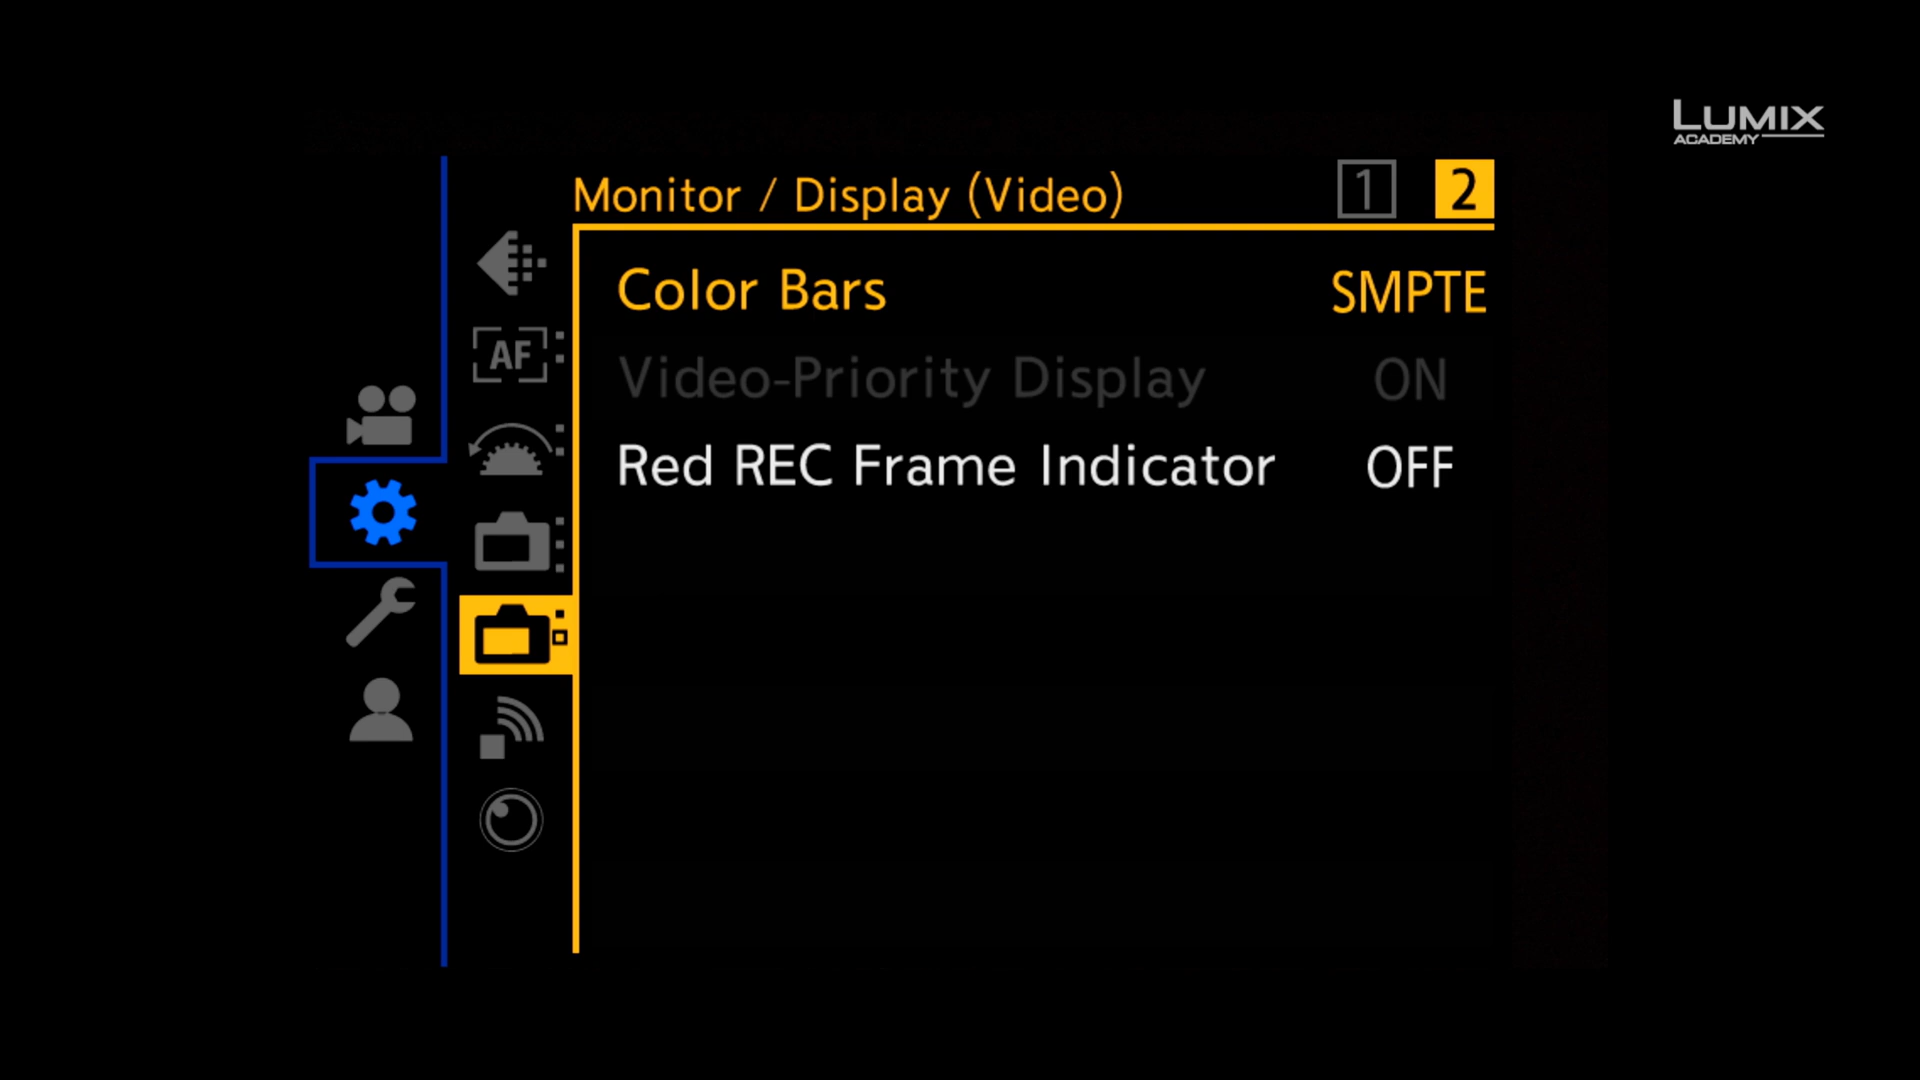 LUMIX
ACADEMY
Monitor / Display (Video) 1 2
Color Bars SMPTE
Video-Priority Display ON
Red REC Frame Indicator OFF
AF